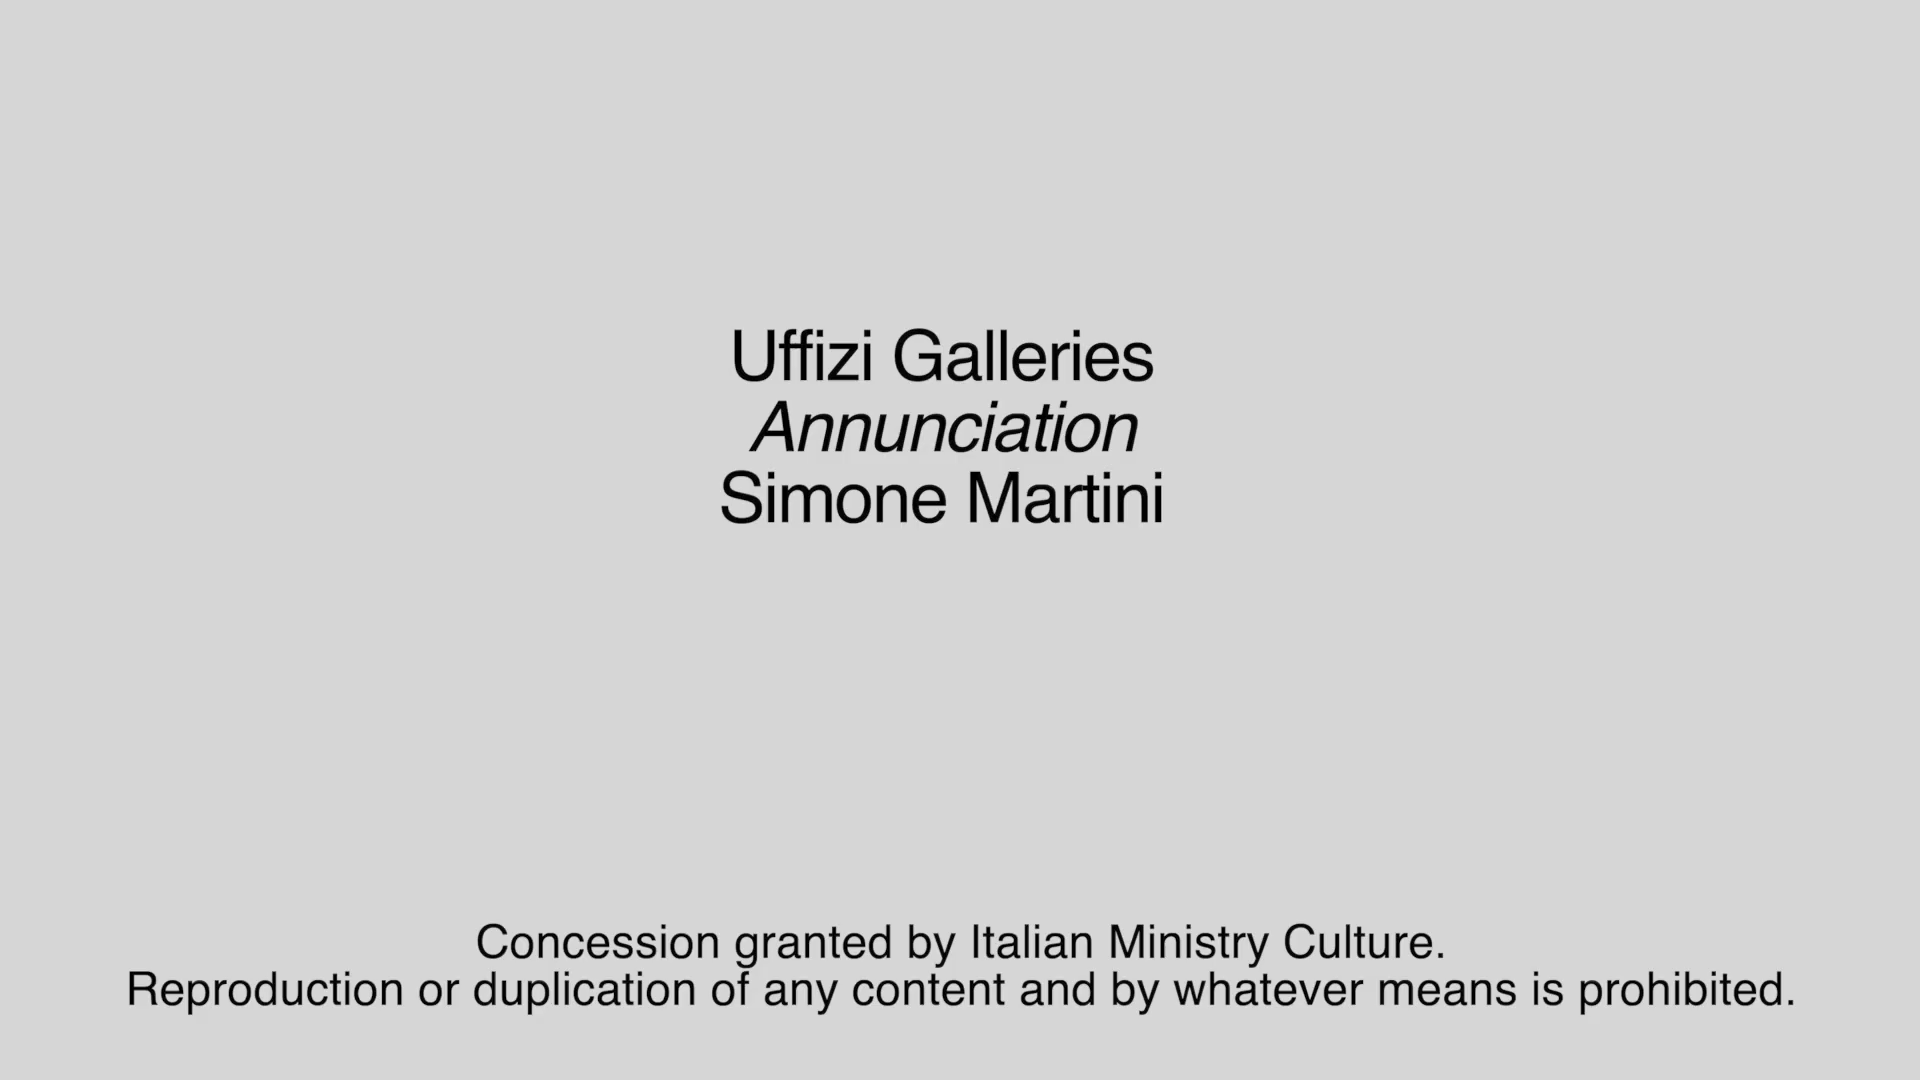 Uffizi Galleries
Annunciation
Simone Martini
Concession granted by Italian Ministry Culture.
Reproduction or duplication of any content and by whatever means is prohibited.